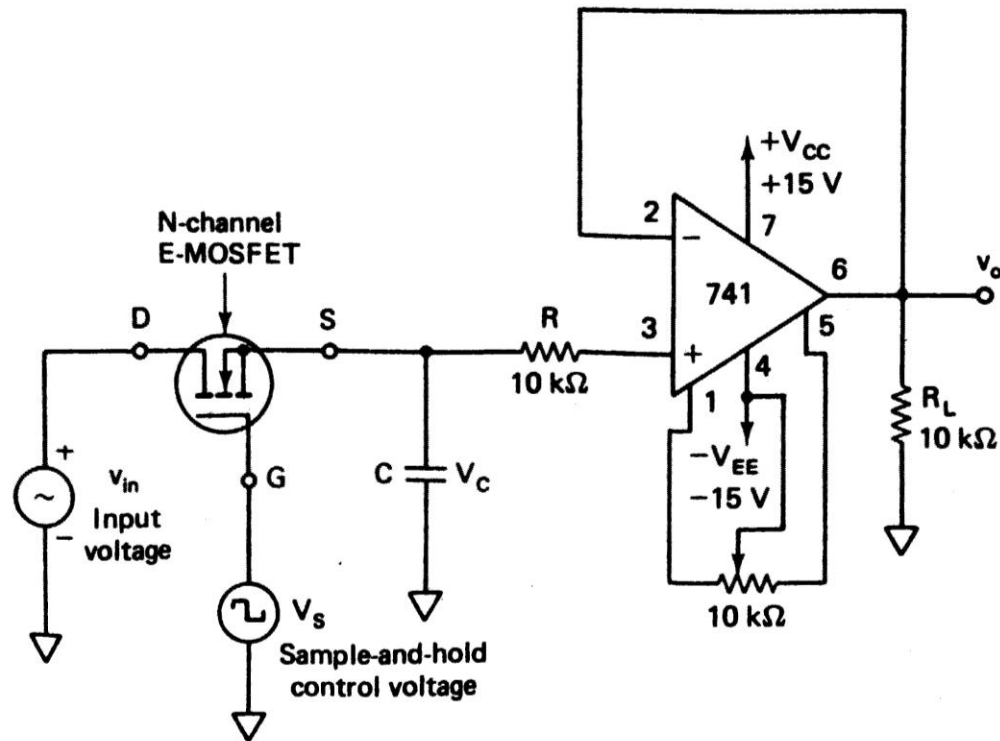 N-channel
E-MOSFET
D
S
G
+
v_in
Input
voltage
−
V_S
Sample-and-hold
control voltage
C
V_C
R
10 kΩ
2
−
3
+
741
+V_CC
+15 V
7
6
5
4
1
−V_EE
−15 V
10 kΩ
v_o
R_L
10 kΩ